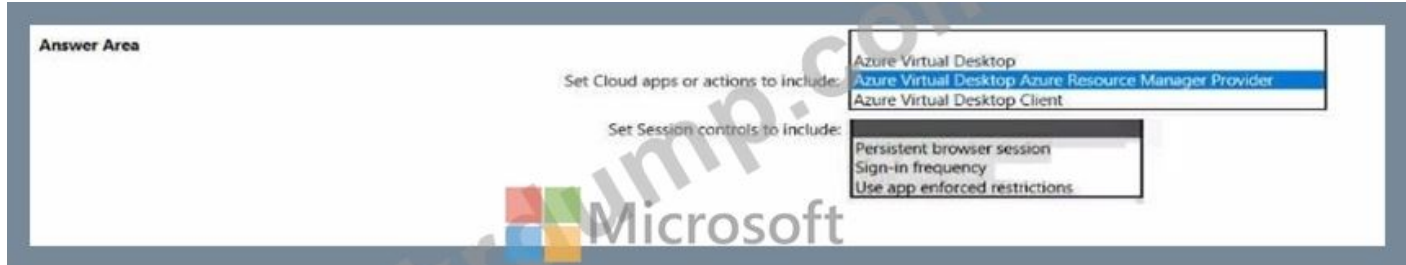 Answer Area
Set Cloud apps or actions to include:
Azure Virtual Desktop
Azure Virtual Desktop Azure Resource Manager Provider
Azure Virtual Desktop Client
Set Session controls to include:
Persistent browser session
Sign-in frequency
Use app enforced restrictions
Microsoft